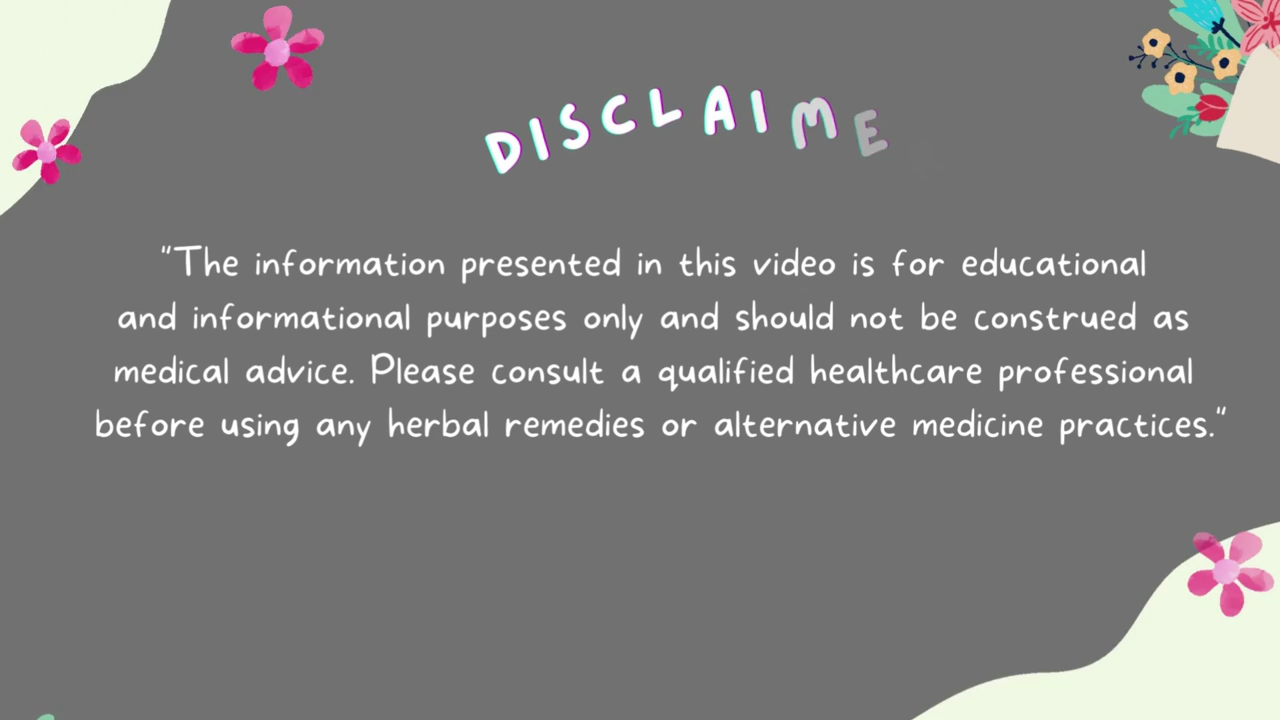 DISCLAIME
"The information presented in this video is for educational
and informational purposes only and should not be construed as
medical advice. Please consult a qualified healthcare professional
before using any herbal remedies or alternative medicine practices."